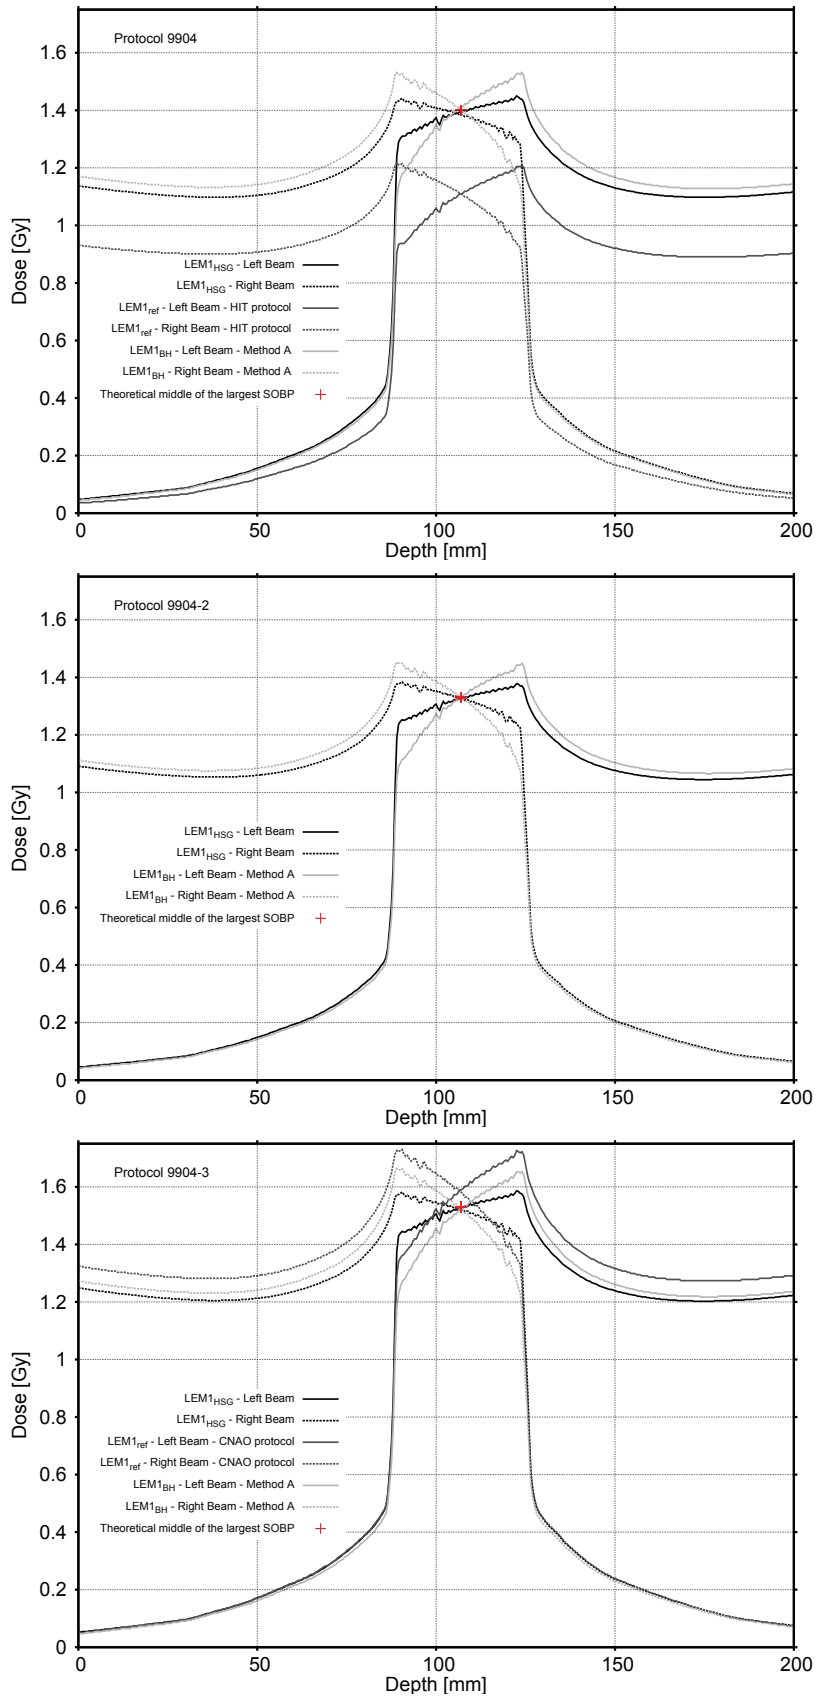 Protocol 9904
1.6
1.4
1.2
1
0.8
0.6
0.4
0.2
0
Dose [Gy]
LEM1HSG - Left Beam
LEM1HSG - Right Beam
LEM1ref - Left Beam - HIT protocol
LEM1ref - Right Beam - HIT protocol
LEM1BH - Left Beam - Method A
LEM1BH - Right Beam - Method A
Theoretical middle of the largest SOBP
0 50 100 150 200
Depth [mm]
Protocol 9904-2
1.6
1.4
1.2
1
0.8
0.6
0.4
0.2
0
Dose [Gy]
LEM1HSG - Left Beam
LEM1HSG - Right Beam
LEM1BH - Left Beam - Method A
LEM1BH - Right Beam - Method A
Theoretical middle of the largest SOBP
0 50 100 150 200
Depth [mm]
Protocol 9904-3
1.6
1.4
1.2
1
0.8
0.6
0.4
0.2
0
Dose [Gy]
LEM1HSG - Left Beam
LEM1HSG - Right Beam
LEM1ref - Left Beam - CNAO protocol
LEM1ref - Right Beam - CNAO protocol
LEM1BH - Left Beam - Method A
LEM1BH - Right Beam - Method A
Theoretical middle of the largest SOBP
0 50 100 150 200
Depth [mm]